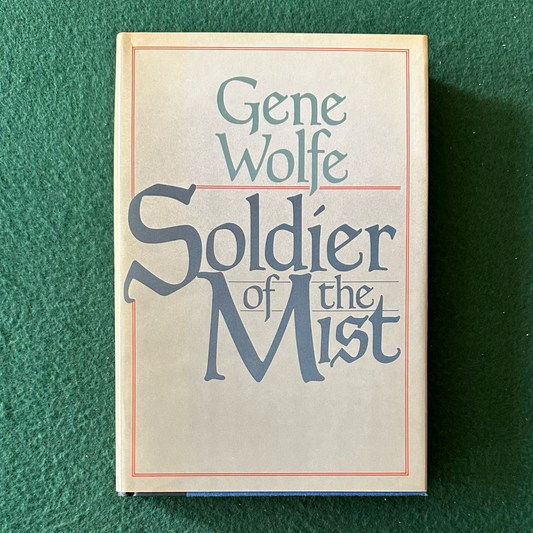 Gene
Wolfe
Soldier
of the
Mist